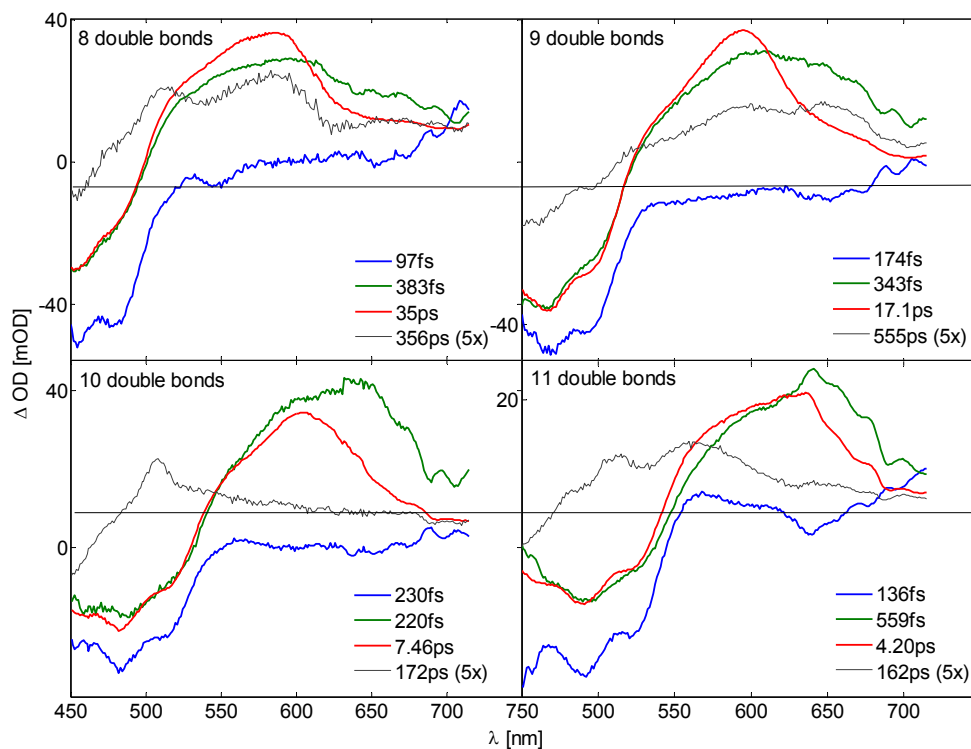 40
8 double bonds
9 double bonds
0
-40
97fs
383fs
35ps
356ps (5x)
-40
174fs
343fs
17.1ps
555ps (5x)
Δ OD [mOD]
40
10 double bonds
0
230fs
220fs
7.46ps
172ps (5x)
20
11 double bonds
136fs
559fs
4.20ps
162ps (5x)
450 500 550 600 650 700 750 500 550 600 650 700
λ [nm]